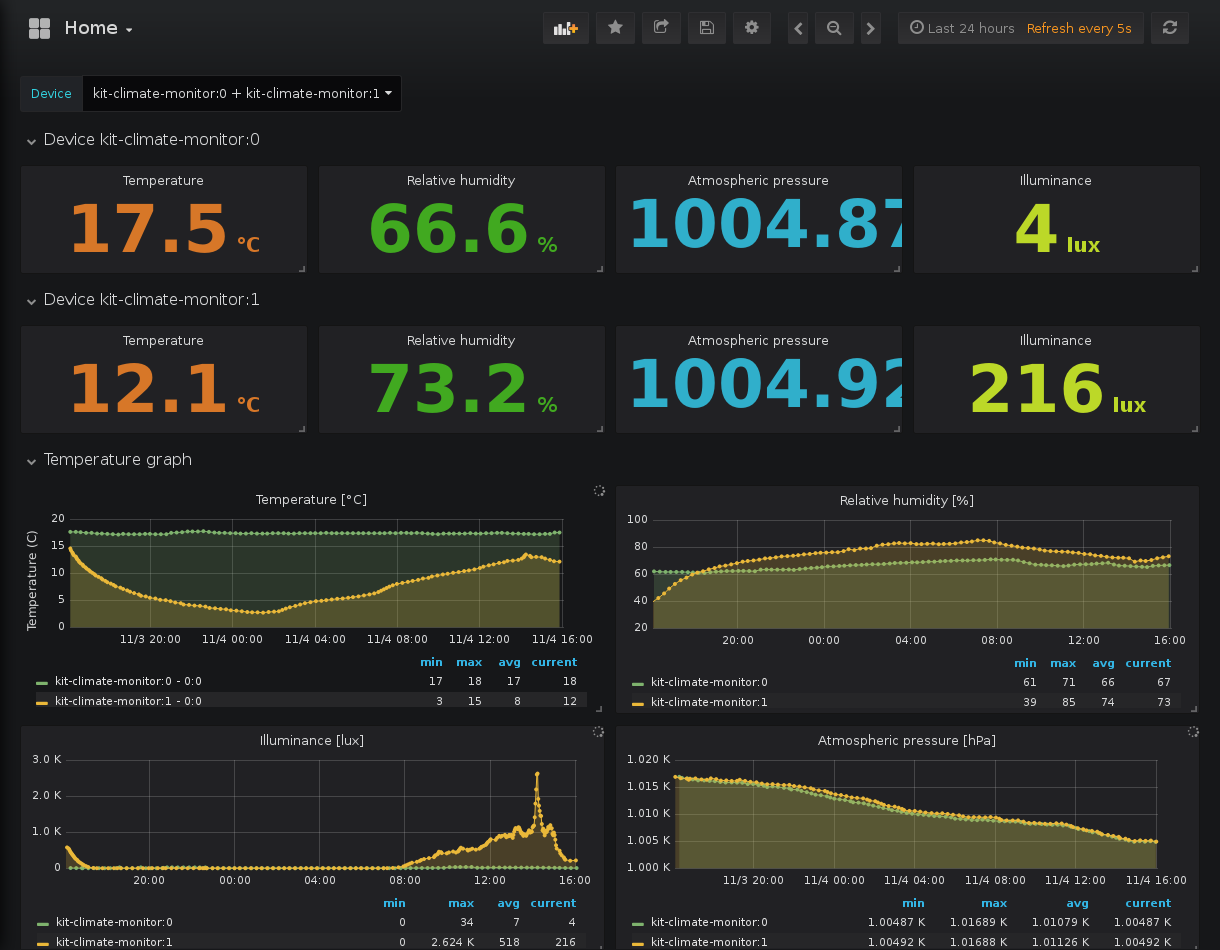 Home
Last 24 hours Refresh every 5s
Device kit-climate-monitor:0 + kit-climate-monitor:1
Device kit-climate-monitor:0
Temperature Relative humidity Atmospheric pressure Illuminance
17.5 °C 66.6 % 1004.87 4 lux
Device kit-climate-monitor:1
Temperature Relative humidity Atmospheric pressure Illuminance
12.1 °C 73.2 % 1004.92 216 lux
Temperature graph
Temperature [°C]
Temperature (C)
20
15
10
5
0
11/3 20:00 11/4 00:00 11/4 04:00 11/4 08:00 11/4 12:00 11/4 16:00
min max avg current
kit-climate-monitor:0 - 0:0 17 18 17 18
kit-climate-monitor:1 - 0:0 3 15 8 12
Relative humidity [%]
100
80
60
40
20
20:00 00:00 04:00 08:00 12:00 16:00
min max avg current
kit-climate-monitor:0 61 71 66 67
kit-climate-monitor:1 39 85 74 73
Illuminance [lux]
3.0 K
2.0 K
1.0 K
0
20:00 00:00 04:00 08:00 12:00 16:00
min max avg current
kit-climate-monitor:0 0 34 7 4
kit-climate-monitor:1 0 2.624 K 518 216
Atmospheric pressure [hPa]
1.020 K
1.015 K
1.010 K
1.005 K
1.000 K
11/3 20:00 11/4 00:00 11/4 04:00 11/4 08:00 11/4 12:00 11/4 16:00
min max avg current
kit-climate-monitor:0 1.00487 K 1.01689 K 1.01079 K 1.00487 K
kit-climate-monitor:1 1.00492 K 1.01688 K 1.01126 K 1.00492 K